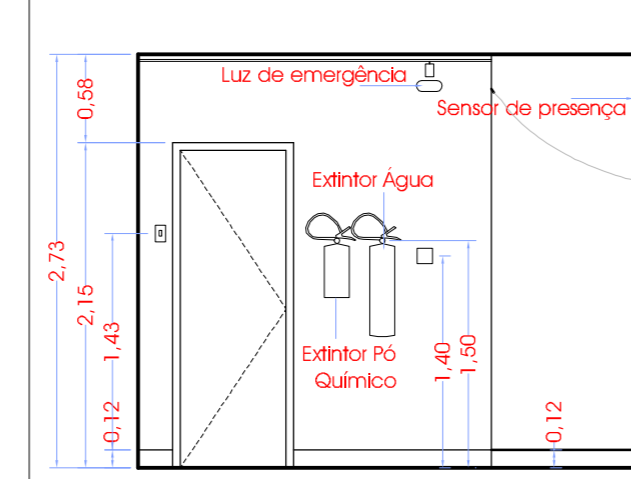 Luz de emergência
Sensor de presença
Extintor Água
Extintor Pó
Químico
0,58
2,73
2,15
1,43
0,12
1,40
1,50
0,12